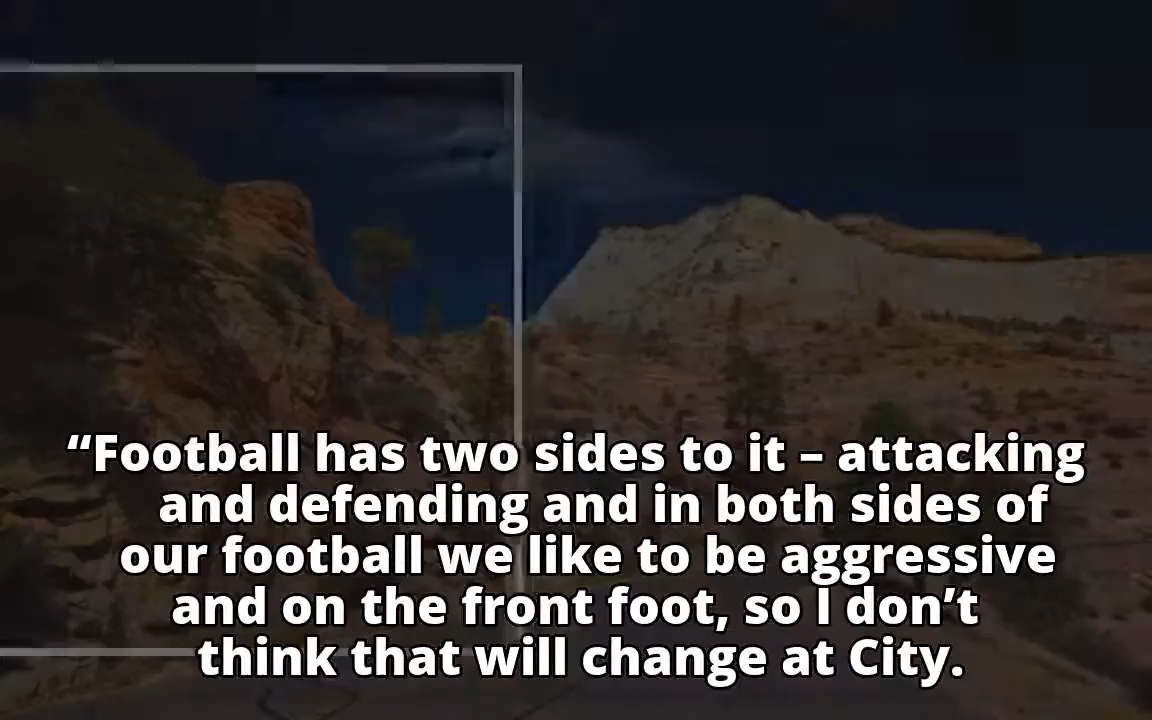 “Football has two sides to it – attacking
and defending and in both sides of
our football we like to be aggressive
and on the front foot, so I don’t
think that will change at City.